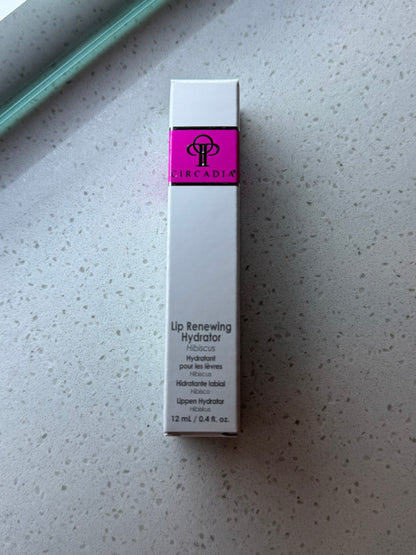 CIRCADIA®
Lip Renewing
Hydrator
Hibiscus
Hydratant
pour les lèvres
Hibiscus
Hidratante labial
Hibisco
Lippen Hydrator
Hibiskus
12 mL / 0.4 fl. oz.